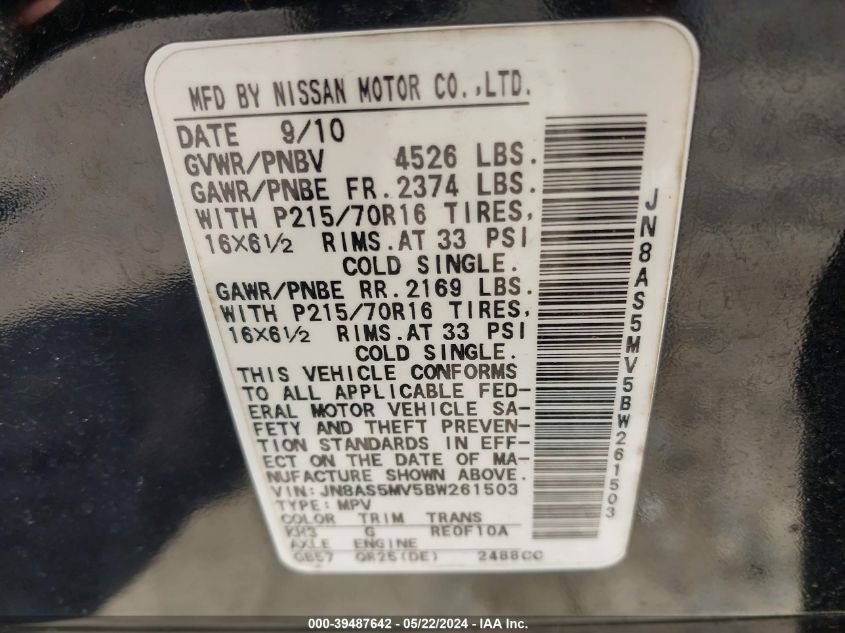 MFD BY NISSAN MOTOR CO.,LTD.
DATE 9/10
GVWR/PNBV 4526 LBS.
GAWR/PNBE FR. 2374 LBS.
WITH P215/70R16 TIRES,
16X6½ RIMS. AT 33 PSI
COLD SINGLE.
GAWR/PNBE RR. 2169 LBS.
WITH P215/70R16 TIRES,
16X6½ RIMS. AT 33 PSI
COLD SINGLE.
THIS VEHICLE CONFORMS
TO ALL APPLICABLE FED-
ERAL MOTOR VEHICLE SA-
FETY AND THEFT PREVEN-
TION STANDARDS IN EFF-
ECT ON THE DATE OF MA-
NUFACTURE SHOWN ABOVE.
VIN: JN8AS5MV5BW261503
TYPE: MPV
COLOR TRIM TRANS
KH3 G RE0F10A
AXLE ENGINE
GB57 QR25(DE) 2488CC
JN8AS5MV5BW261503
000-39487642 - 05/22/2024 - IAA Inc.